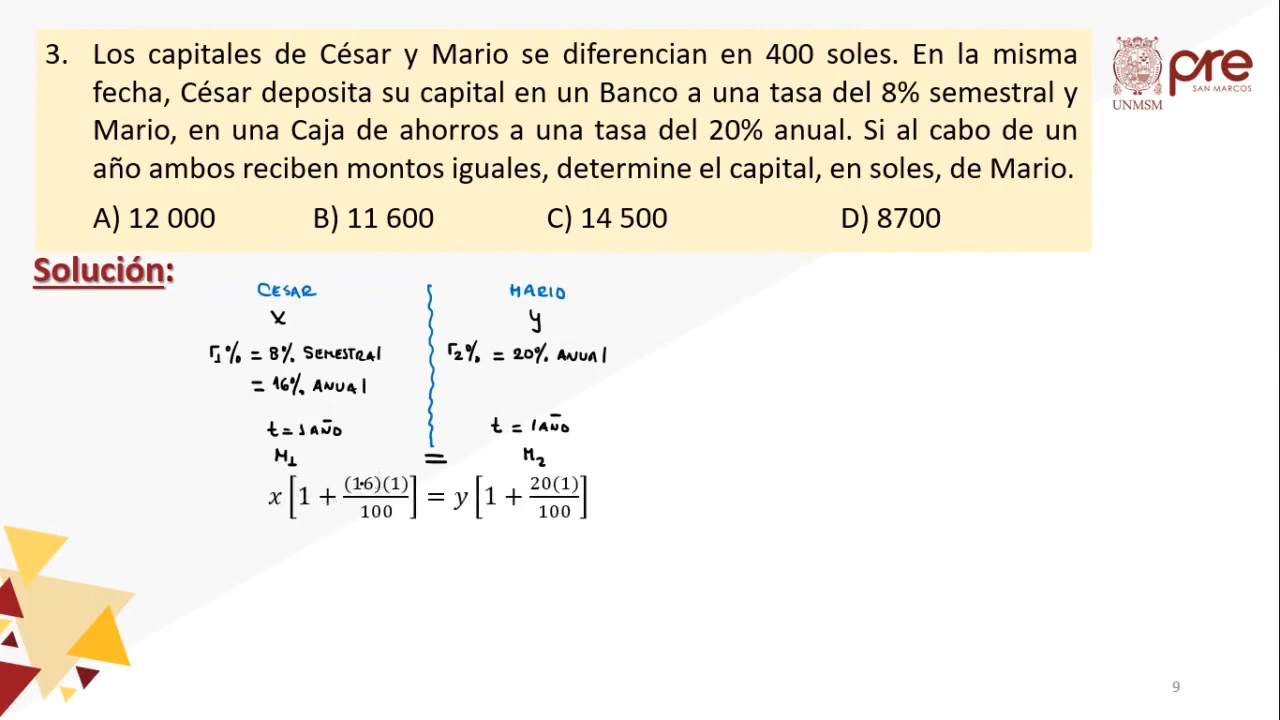 3. Los capitales de César y Mario se diferencian en 400 soles. En la misma
fecha, César deposita su capital en un Banco a una tasa del 8% semestral y
Mario, en una Caja de ahorros a una tasa del 20% anual. Si al cabo de un
año ambos reciben montos iguales, determine el capital, en soles, de Mario.
A) 12 000 B) 11 600 C) 14 500 D) 8700
UNMSM
pre
SAN MARCOS
Solución:
CESAR MARIO
x y
r₁% = 8% SEMESTRAL r₂% = 20% ANUAL
= 16% ANUAL
t = 1 AÑO t = 1 AÑO
M₁ = M₂
x[1 + (16)(1)/100] = y[1 + 20(1)/100]
9